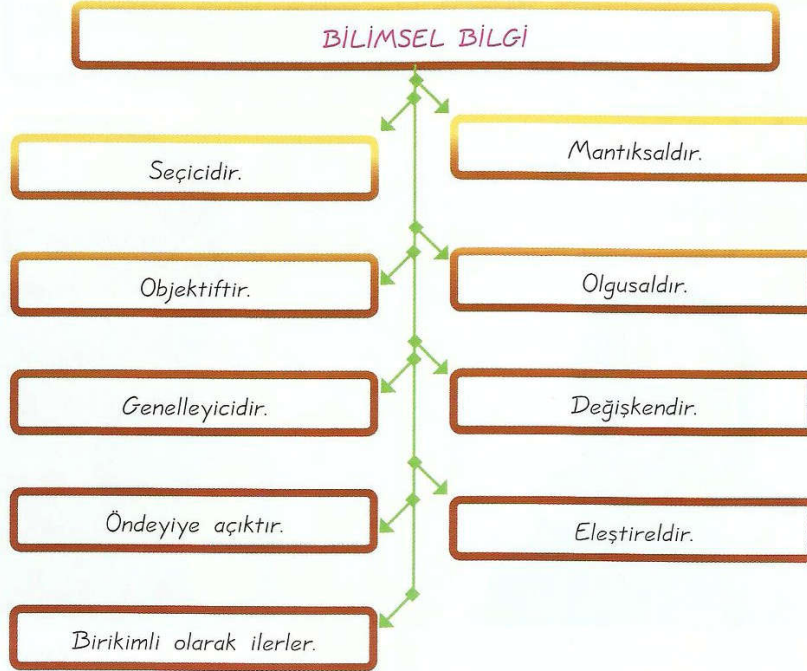 BİLİMSEL BİLGİ
Seçicidir.
Mantıksaldır.
Objektiftir.
Olgusaldır.
Genelleyicidir.
Değişkendir.
Öndeyiye açıktır.
Eleştireldir.
Birikimli olarak ilerler.